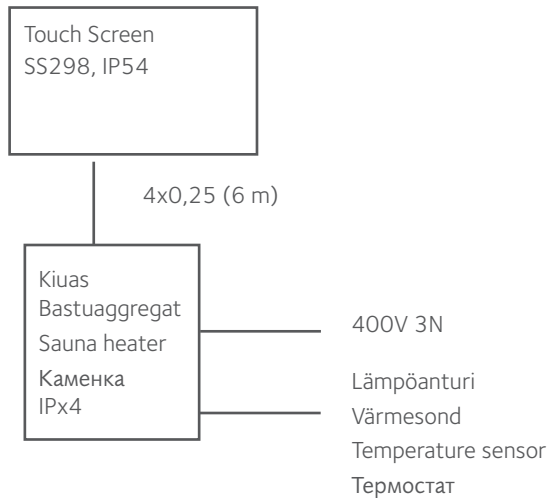 Touch Screen
SS298, IP54
4x0,25 (6 m)
Kiuas
Bastuaggregat
Sauna heater
Каменка
IPx4
400V 3N
Lämpöanturi
Värmesond
Temperature sensor
Термостат